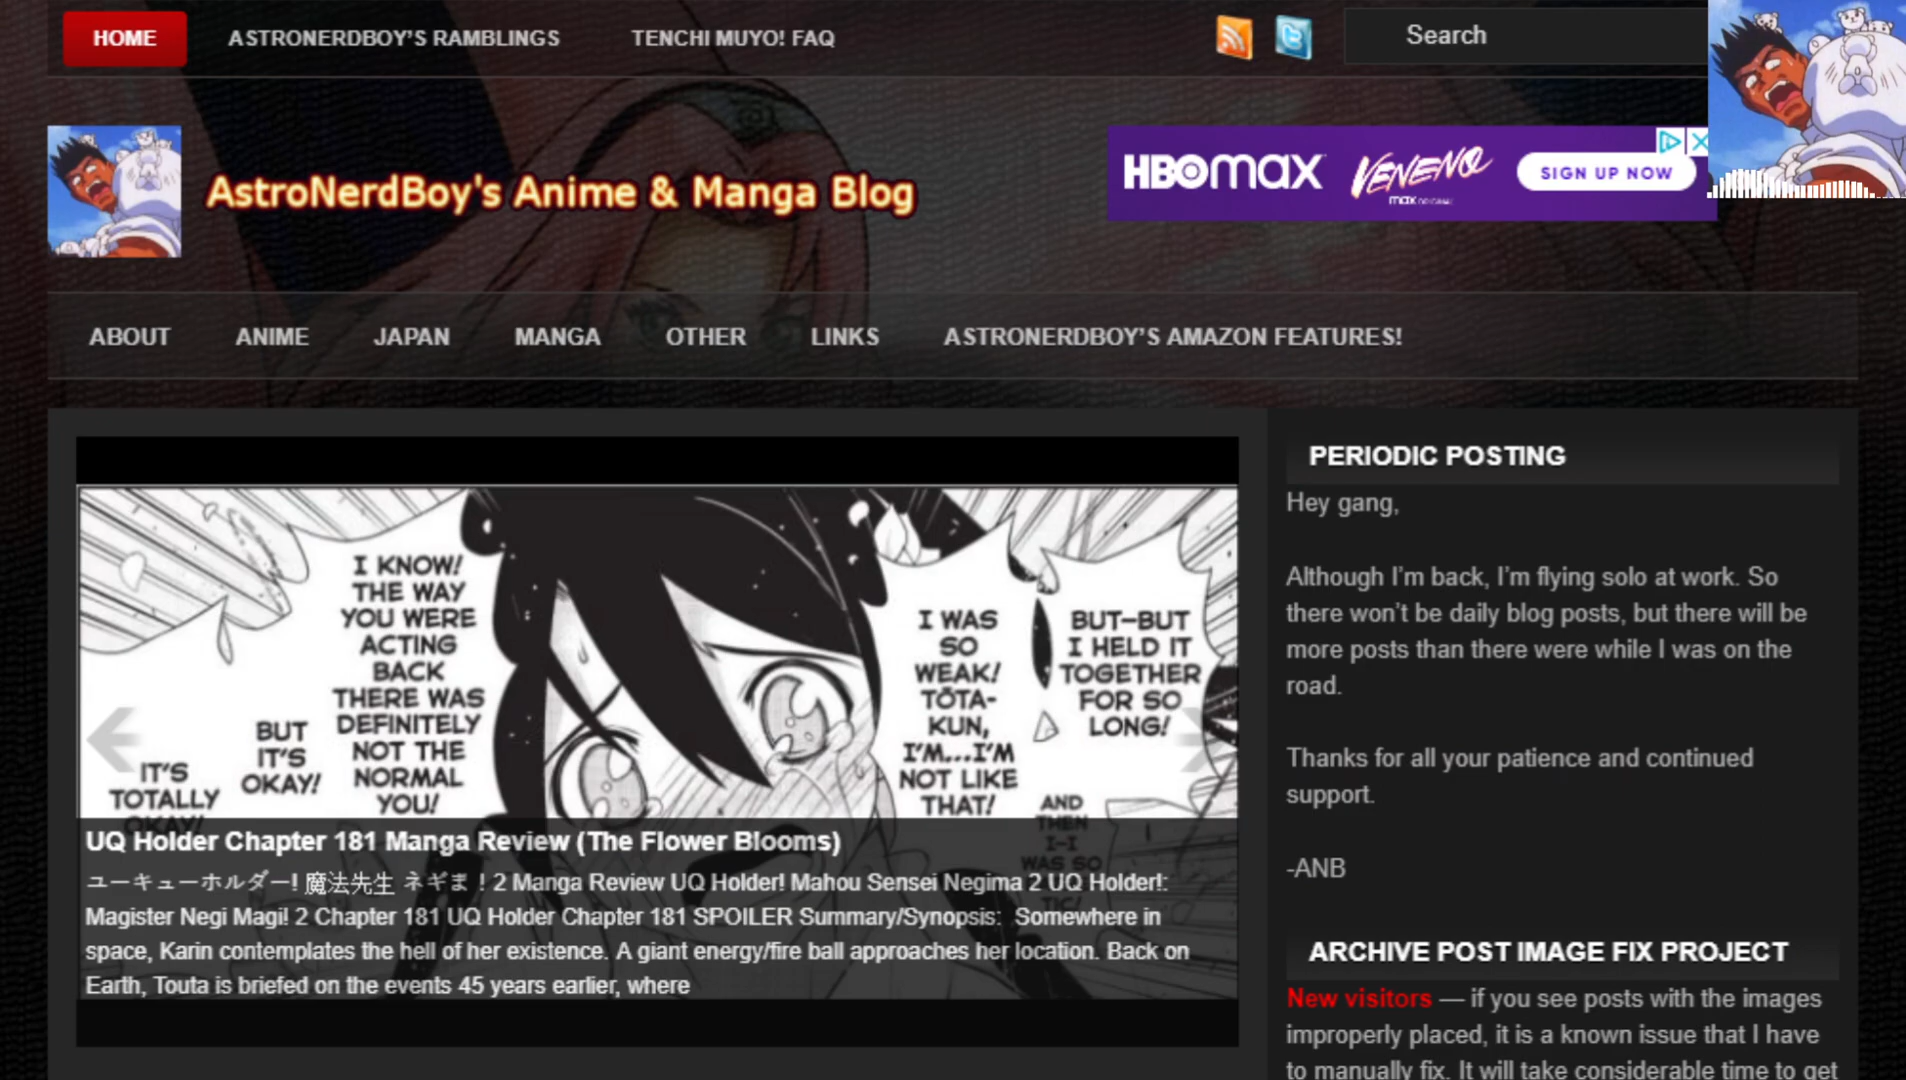 HOME
ASTRONERDBOY'S RAMBLINGS
TENCHI MUYO! FAQ
Search
AstroNerdBoy's Anime & Manga Blog
HBOMAX
VENENO
SIGN UP NOW
ABOUT
ANIME
JAPAN
MANGA
OTHER
LINKS
ASTRONERDBOY'S AMAZON FEATURES!
IT'S
TOTALLY
OKAY!
BUT
IT'S
OKAY!
I KNOW!
THE WAY
YOU WERE
ACTING
BACK
THERE WAS
DEFINITELY
NOT THE
NORMAL
YOU!
I WAS
SO
WEAK!
TŌTA-
KUN,
I'M...I'M
NOT LIKE
THAT!
BUT–BUT
I HELD IT
TOGETHER
FOR SO
LONG!
AND
THEN
I–I
WAS SO
UQ Holder Chapter 181 Manga Review (The Flower Blooms)
ユーキューホルダー! 魔法先生 ネギま ! 2 Manga Review UQ Holder! Mahou Sensei Negima 2 UQ Holder!:
Magister Negi Magi! 2 Chapter 181 UQ Holder Chapter 181 SPOILER Summary/Synopsis: Somewhere in
space, Karin contemplates the hell of her existence. A giant energy/fire ball approaches her location. Back on
Earth, Touta is briefed on the events 45 years earlier, where
PERIODIC POSTING
Hey gang,
Although I'm back, I'm flying solo at work. So
there won't be daily blog posts, but there will be
more posts than there were while I was on the
road.
Thanks for all your patience and continued
support.
-ANB
ARCHIVE POST IMAGE FIX PROJECT
New visitors — if you see posts with the images
improperly placed, it is a known issue that I have
to manually fix. It will take considerable time to get